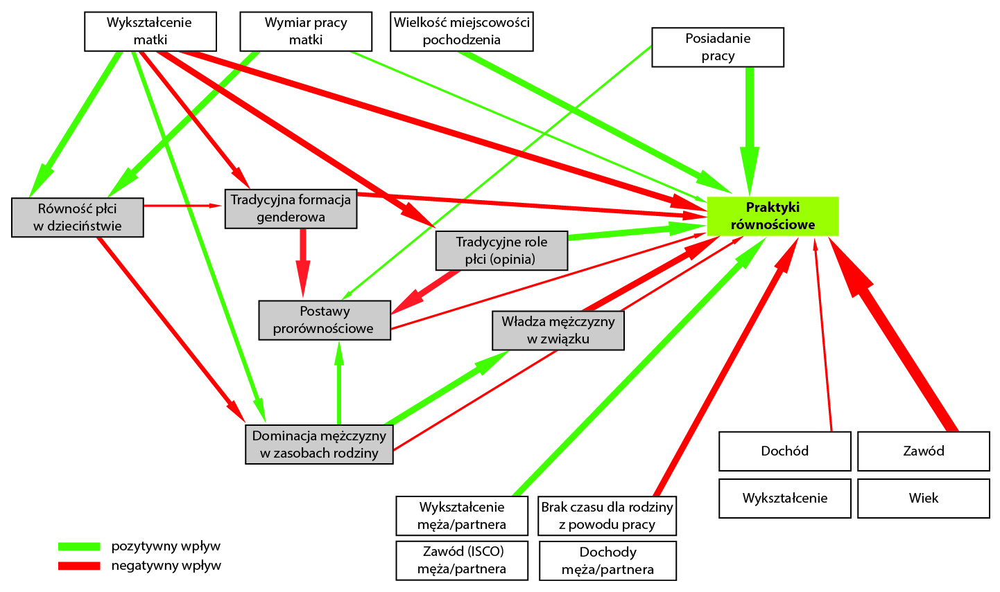 Wykształcenie
matki
Wymiar pracy
matki
Wielkość miejscowości
pochodzenia
Posiadanie
pracy
Równość płci
w dzieciństwie
Tradycyjna formacja
genderowa
Praktyki
równościowe
Tradycyjne role
płci (opinia)
Postawy
prorównościowe
Władza mężczyzny
w związku
Dominacja mężczyzny
w zasobach rodziny
Dochód
Zawód
Wykształcenie
Wiek
Wykształcenie
męża/partnera
Brak czasu dla rodziny
z powodu pracy
Zawód (ISCO)
męża/partnera
Dochody
męża/partnera
pozytywny wpływ
negatywny wpływ